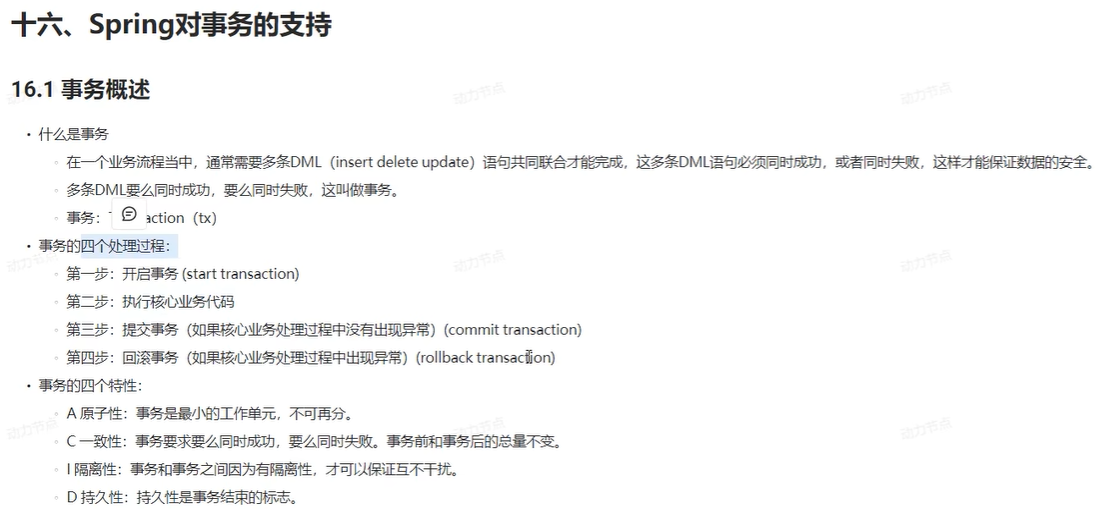 十六、Spring对事务的支持
16.1 事务概述
动力节点 动力节点 动力节点
• 什么是事务
◦ 在一个业务流程当中，通常需要多条DML（insert delete update）语句共同联合才能完成，这多条DML语句必须同时成功，或者同时失败，这样才能保证数据的安全。
◦ 多条DML要么同时成功，要么同时失败，这叫做事务。
◦ 事务：action（tx）
• 事务的四个处理过程：
动力节点 动力节点 动力节点
◦ 第一步：开启事务 (start transaction)
◦ 第二步：执行核心业务代码
◦ 第三步：提交事务（如果核心业务处理过程中没有出现异常）(commit transaction)
◦ 第四步：回滚事务（如果核心业务处理过程中出现异常）(rollback transaction)
• 事务的四个特性：
◦ A 原子性：事务是最小的工作单元，不可再分。
动力节点 动力节点 动力节点
◦ C 一致性：事务要求要么同时成功，要么同时失败。事务前和事务后的总量不变。
◦ I 隔离性：事务和事务之间因为有隔离性，才可以保证互不干扰。
◦ D 持久性：持久性是事务结束的标志。